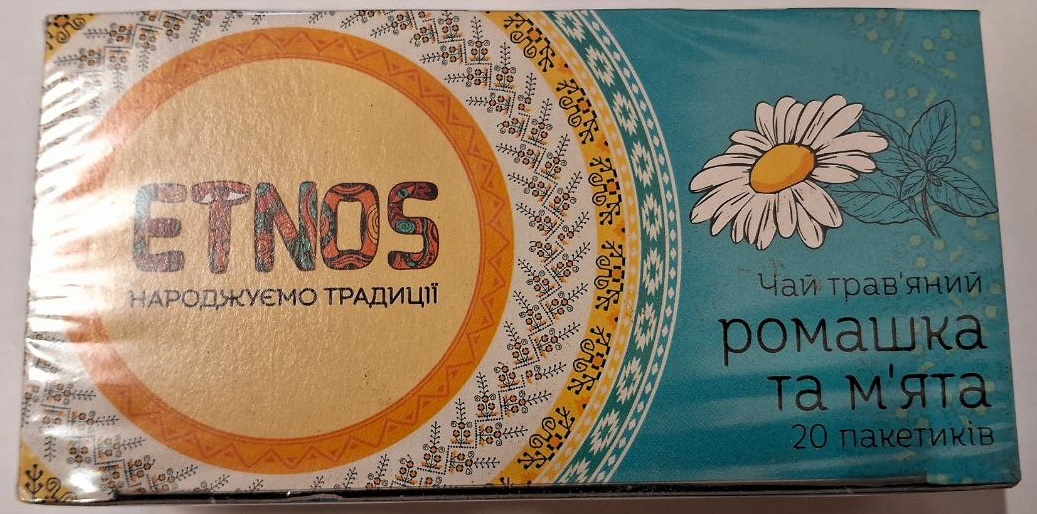 ETNOS
НАРОДЖУЄМО ТРАДИЦІЇ
Чай трав'яний
ромашка
та м'ята
20 пакетиків